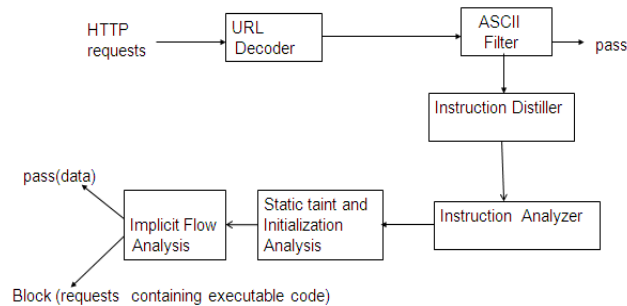 HTTP
requests
URL
Decoder
ASCII
Filter
pass
Instruction Distiller
Instruction Analyzer
Static taint and
Initialization
Analysis
Implicit Flow
Analysis
pass(data)
Block (requests containing executable code)